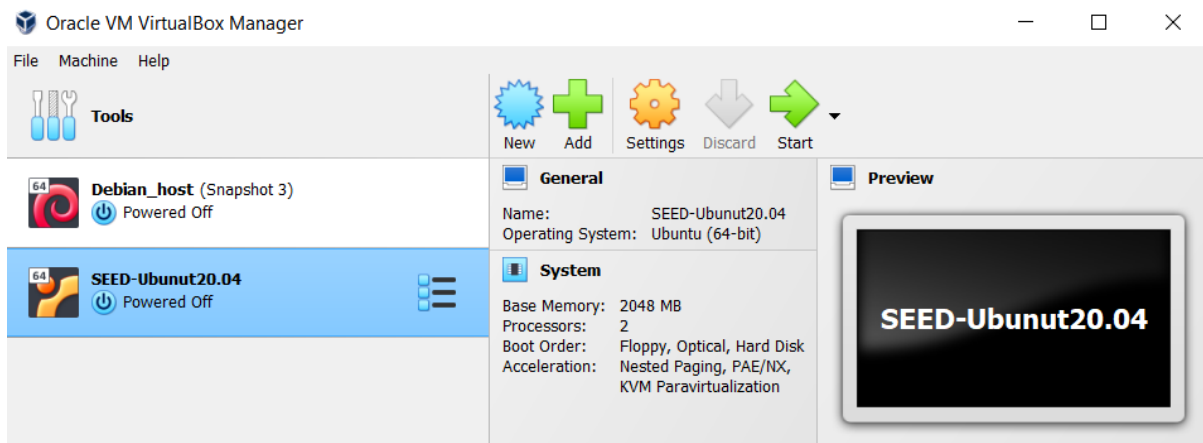 Oracle VM VirtualBox Manager
File Machine Help
Tools
New Add Settings Discard Start
64
Debian_host (Snapshot 3)
Powered Off
64
SEED-Ubunut20.04
Powered Off
General
Name: SEED-Ubunut20.04
Operating System: Ubuntu (64-bit)
System
Base Memory: 2048 MB
Processors: 2
Boot Order: Floppy, Optical, Hard Disk
Acceleration: Nested Paging, PAE/NX,
KVM Paravirtualization
Preview
SEED-Ubunut20.04